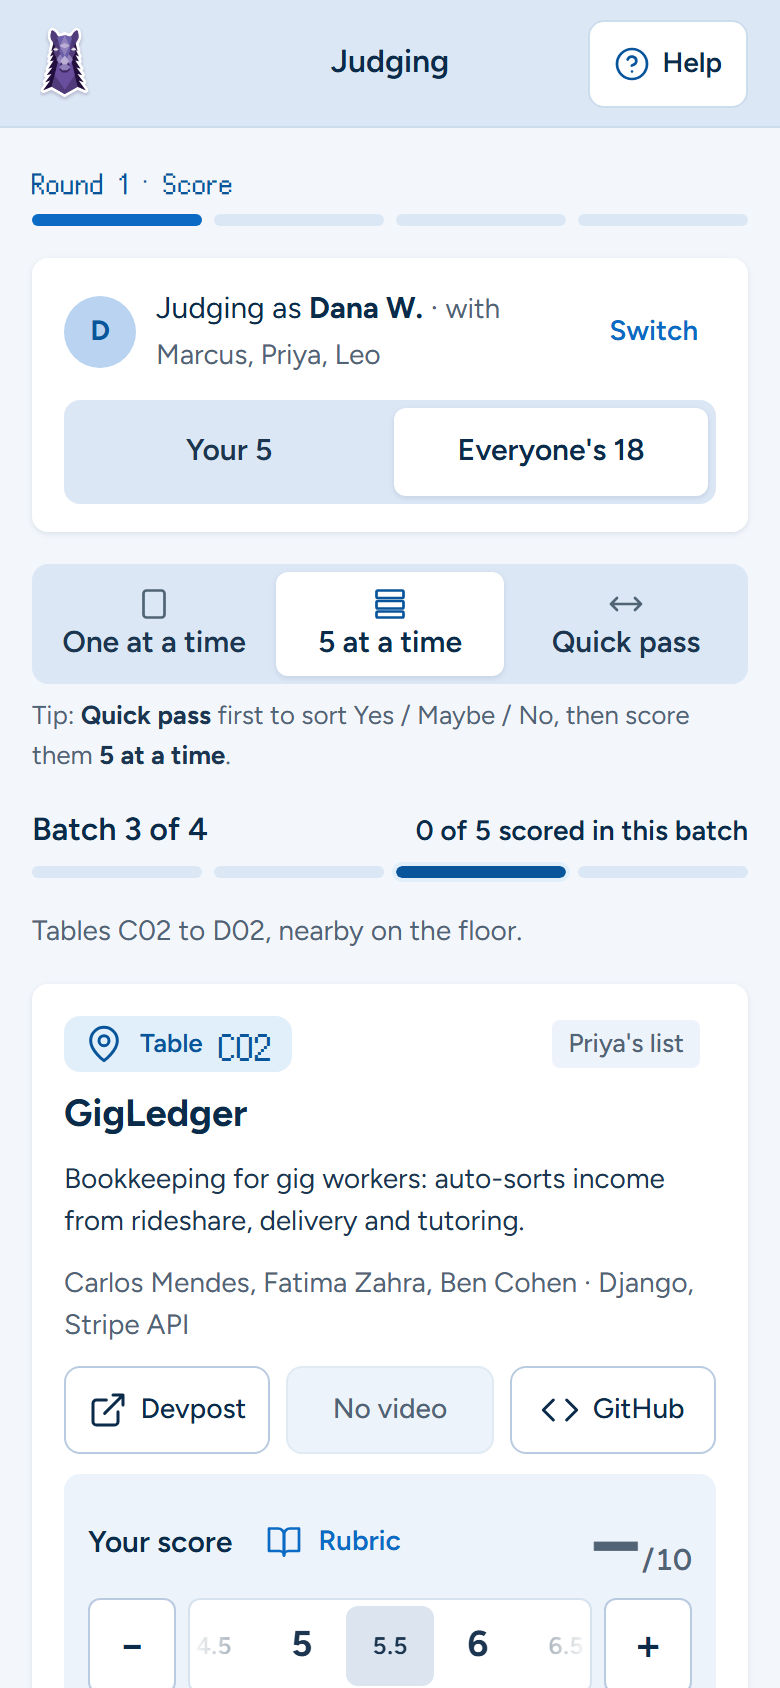 Judging
Help
Round 1 · Score
D
Judging as Dana W. · with
Marcus, Priya, Leo
Switch
Your 5
Everyone's 18
One at a time
5 at a time
Quick pass
Tip: Quick pass first to sort Yes / Maybe / No, then score
them 5 at a time.
Batch 3 of 4
0 of 5 scored in this batch
Tables C02 to D02, nearby on the floor.
Table C02
Priya's list
GigLedger
Bookkeeping for gig workers: auto-sorts income
from rideshare, delivery and tutoring.
Carlos Mendes, Fatima Zahra, Ben Cohen · Django,
Stripe API
Devpost
No video
GitHub
Your score
Rubric
—/10
− 4.5 5 5.5 6 6.5 +